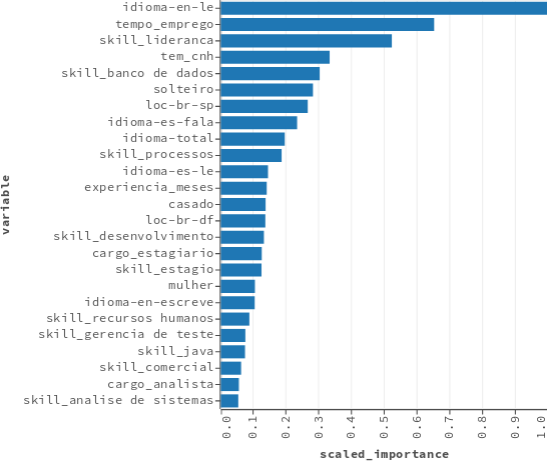 idioma-en-le
tempo_emprego
skill_lideranca
tem_cnh
skill_banco de dados
solteiro
loc-br-sp
idioma-es-fala
idioma-total
skill_processos
idioma-es-le
experiencia_meses
casado
loc-br-df
skill_desenvolvimento
cargo_estagiario
skill_estagio
mulher
idioma-en-escreve
skill_recursos humanos
skill_gerencia de teste
skill_java
skill_comercial
cargo_analista
skill_analise de sistemas
variable
0.0 0.1 0.2 0.3 0.4 0.5 0.6 0.7 0.8 0.9 1.0
scaled_importance